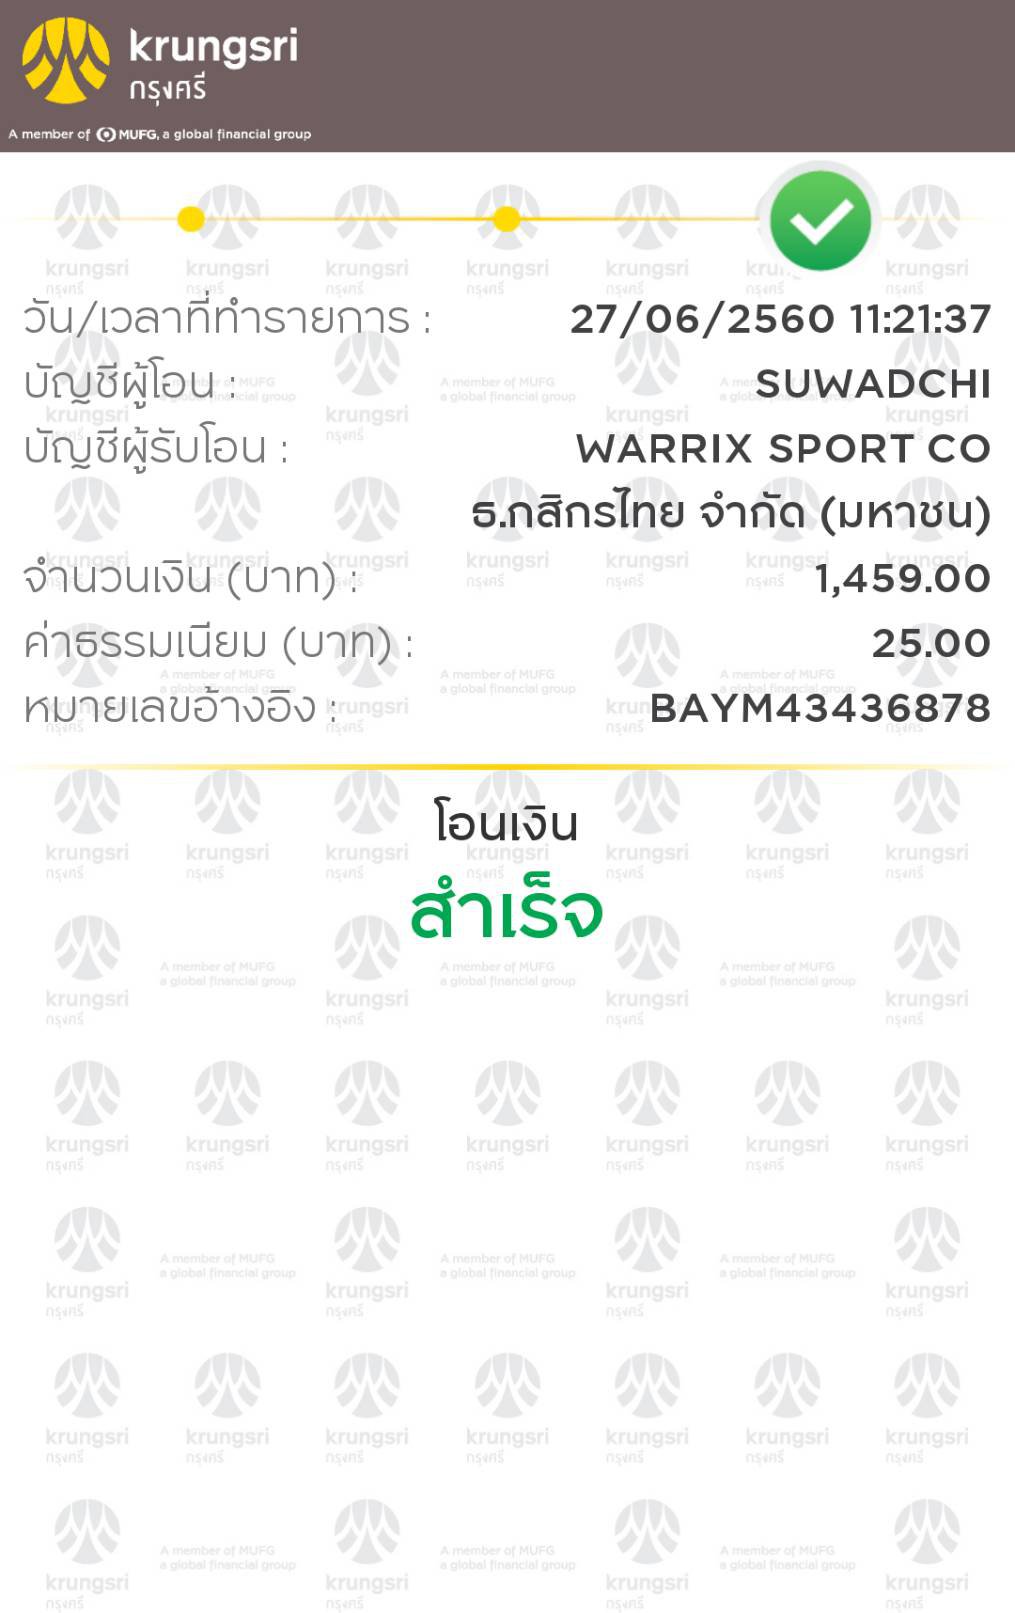 krungsri
กรุงศรี
A member of MUFG, a global financial group
วัน/เวลาที่ทำรายการ : 27/06/2560 11:21:37
บัญชีผู้โอน : SUWADCHI
บัญชีผู้รับโอน : WARRIX SPORT CO
ธ.กสิกรไทย จำกัด (มหาชน)
จำนวนเงิน (บาท) : 1,459.00
ค่าธรรมเนียม (บาท) : 25.00
หมายเลขอ้างอิง : BAYM43436878
โอนเงิน
สำเร็จ